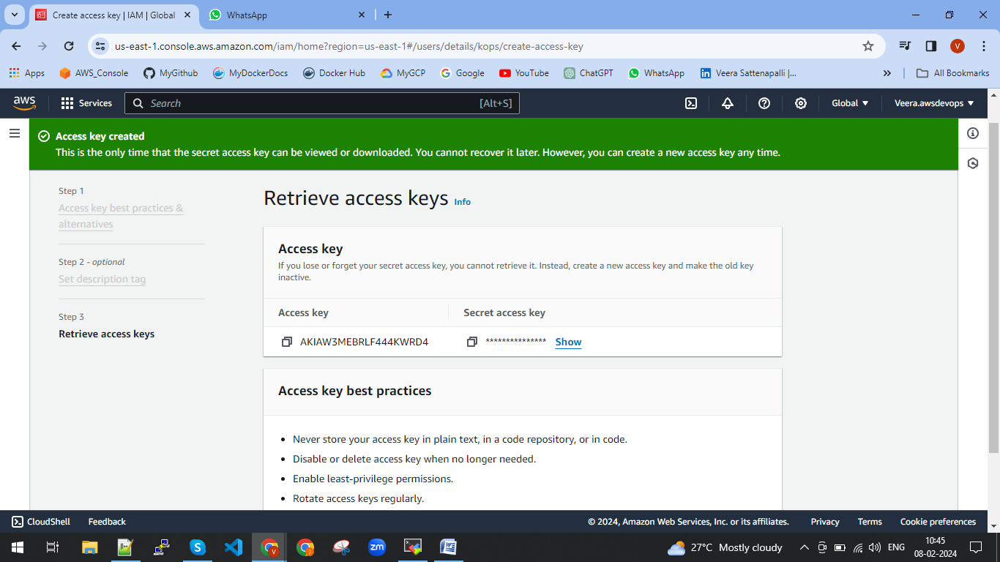 Create access key | IAM | Global
WhatsApp
us-east-1.console.aws.amazon.com/iam/home?region=us-east-1#/users/details/kops/create-access-key
V
Apps
AWS_Console
MyGithub
MyDockerDocs
Docker Hub
MyGCP
Google
YouTube
ChatGPT
WhatsApp
Veera Sattenapalli |...
All Bookmarks
aws
Services
Search
[Alt+S]
Global
Veera.awsdevops
Access key created
This is the only time that the secret access key can be viewed or downloaded. You cannot recover it later. However, you can create a new access key any time.
Step 1
Access key best practices &
alternatives
Step 2 - optional
Set description tag
Step 3
Retrieve access keys
Retrieve access keys Info
Access key
If you lose or forget your secret access key, you cannot retrieve it. Instead, create a new access key and make the old key
inactive.
Access key
Secret access key
AKIAW3MEBRLF444KWRD4
*************** Show
Access key best practices
• Never store your access key in plain text, in a code repository, or in code.
• Disable or delete access key when no longer needed.
• Enable least-privilege permissions.
• Rotate access keys regularly.
CloudShell
Feedback
© 2024, Amazon Web Services, Inc. or its affiliates.
Privacy
Terms
Cookie preferences
27°C Mostly cloudy
ENG
10:45
08-02-2024